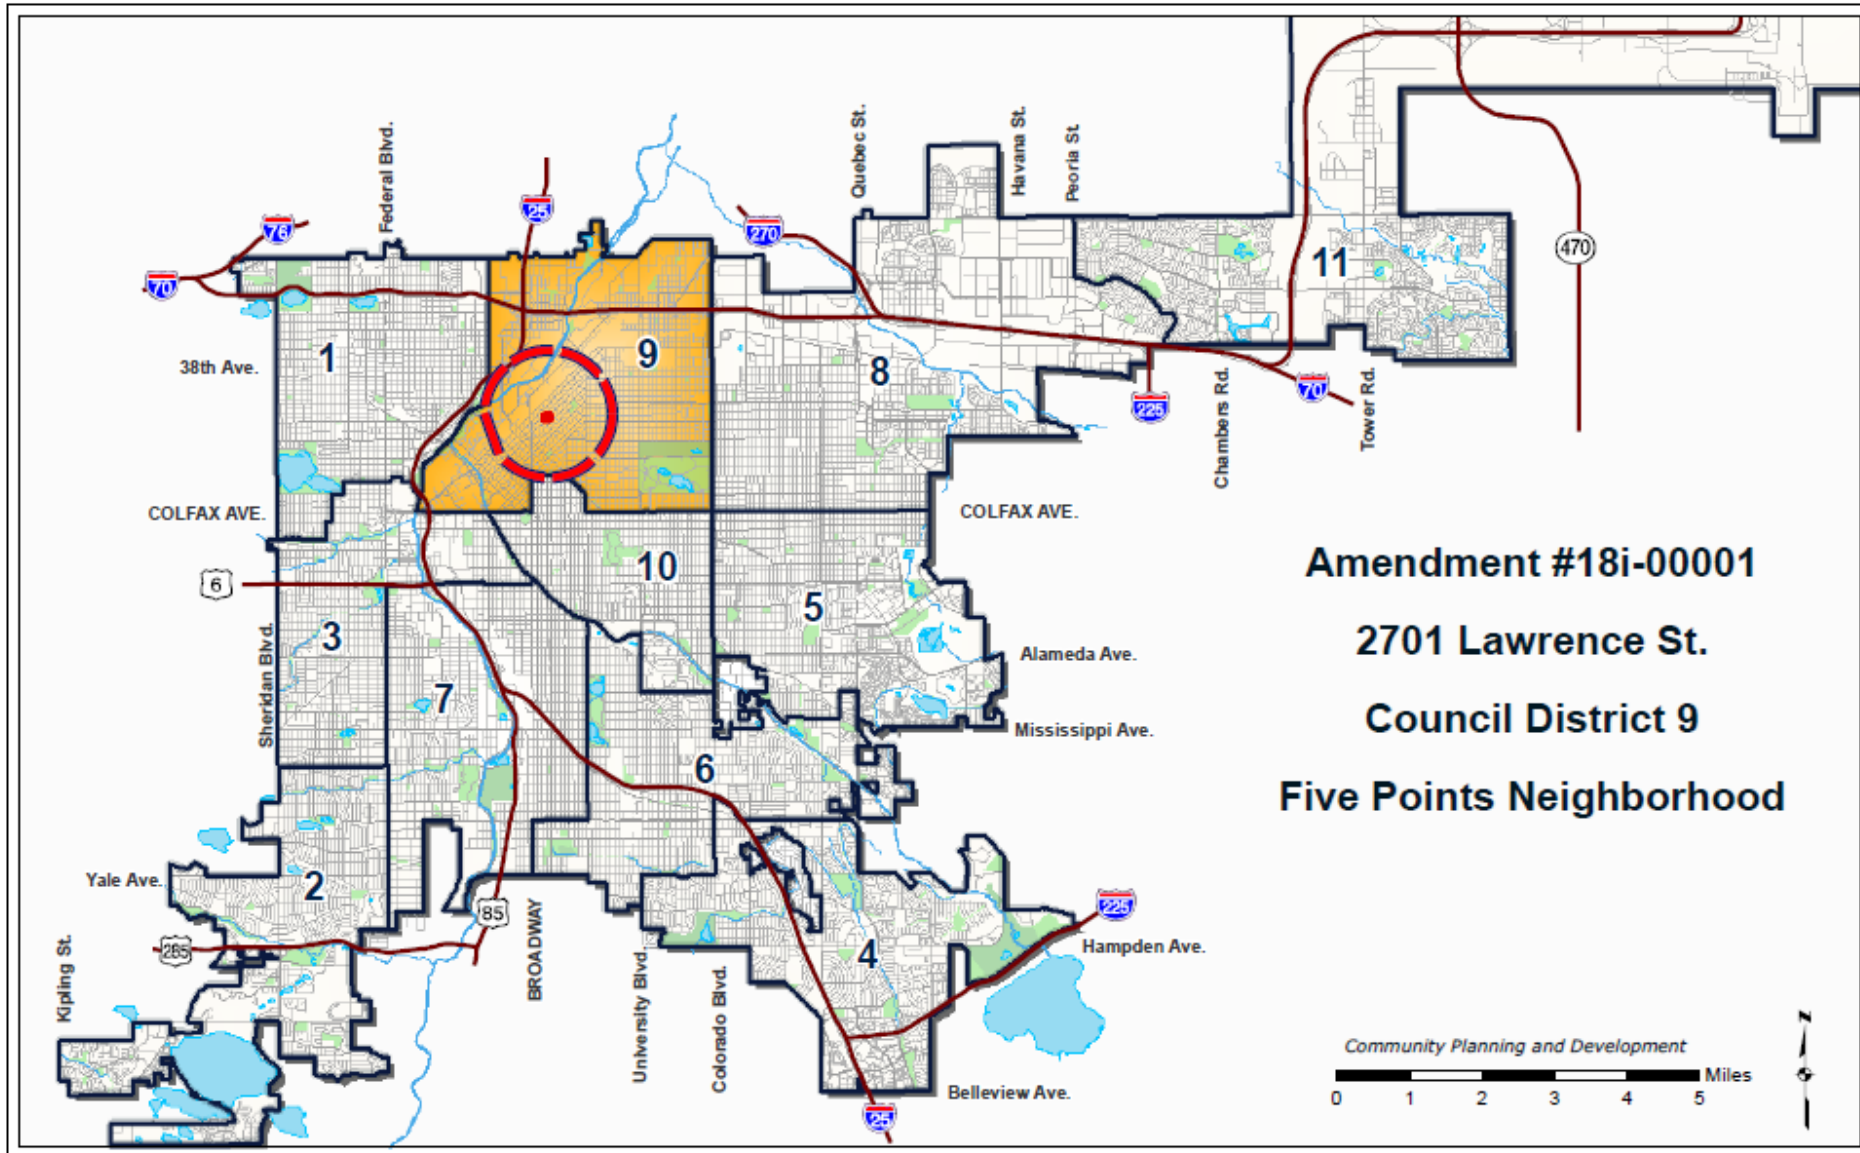 Federal Blvd.
25
Quebec St.
Havana St.
Peoria St.
76
270
470
70
11
38th Ave.
1
9
8
225
70
Chambers Rd.
Tower Rd.
COLFAX AVE.
COLFAX AVE.
6
10
5
3
Sheridan Blvd.
7
Alameda Ave.
Mississippi Ave.
6
Amendment #18i-00001
2701 Lawrence St.
Council District 9
Five Points Neighborhood
Yale Ave.
2
85
285
225
Kipling St.
BROADWAY
University Blvd.
Colorado Blvd.
4
Hampden Ave.
Belleview Ave.
25
Community Planning and Development
Miles
0 1 2 3 4 5
N